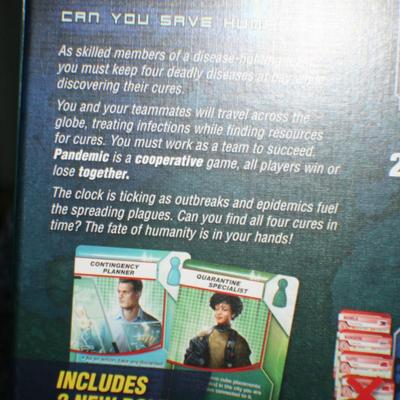 CAN YOU SAVE
As skilled members of a disease-fighting
you must keep four deadly diseases at bay while
discovering their cures.
You and your teammates will travel across the
globe, treating infections while finding resources
for cures. You must work as a team to succeed.
Pandemic is a cooperative game, all players win or
lose together.
The clock is ticking as outbreaks and epidemics fuel
the spreading plagues. Can you find all four cures in
time? The fate of humanity is in your hands!
CONTINGENCY
PLANNER
QUARANTINE
SPECIALIST
INCLUDES
2 NEW
2